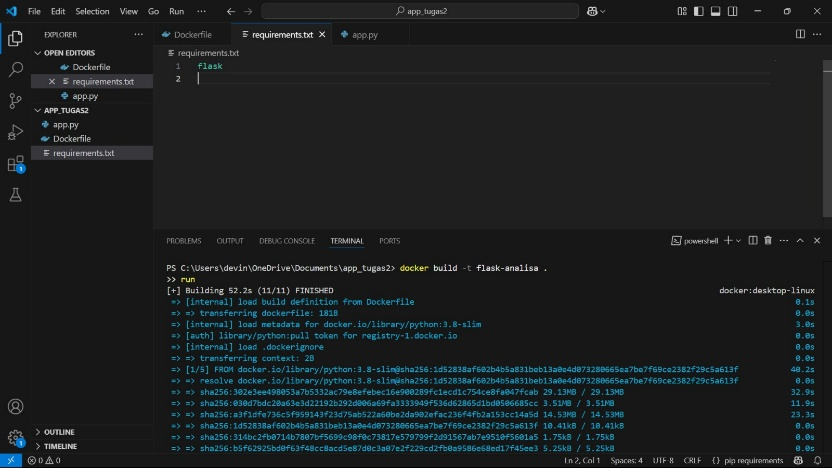 File Edit Selection View Go Run ··· app_tugas2
EXPLORER ···
OPEN EDITORS
Dockerfile
requirements.txt
app.py
APP_TUGAS2
app.py
Dockerfile
requirements.txt
OUTLINE
TIMELINE
1
1
Dockerfile requirements.txt app.py
requirements.txt
1 flask
2
PROBLEMS OUTPUT DEBUG CONSOLE TERMINAL PORTS powershell
PS C:\Users\devin\OneDrive\Documents\app_tugas2> docker build -t flask-analisa .
>> run
[+] Building 52.2s (11/11) FINISHED docker:desktop-linux
=> [internal] load build definition from Dockerfile 0.1s
=> => transferring dockerfile: 181B 0.0s
=> [internal] load metadata for docker.io/library/python:3.8-slim 3.0s
=> [auth] library/python:pull token for registry-1.docker.io 0.0s
=> [internal] load .dockerignore 0.0s
=> => transferring context: 2B 0.0s
=> [1/5] FROM docker.io/library/python:3.8-slim@sha256:1d52838af602b4b5a831beb13a0e4d073280665ea7be7f69ce2382f29c5a613f 40.2s
=> => resolve docker.io/library/python:3.8-slim@sha256:1d52838af602b4b5a831beb13a0e4d073280665ea7be7f69ce2382f29c5a613f 0.0s
=> => sha256:302e3ee498053a7b5332ac79e8efebec16e900289fc1ecd1c754ce8fa047fcab 29.13MB / 29.13MB 32.9s
=> => sha256:030d7bdc20a63e3d22192b292d006a69fa3333949f536d62865d1bd0506685cc 3.51MB / 3.51MB 11.9s
=> => sha256:a3f1dfe736c5f959143f23d75ab522a60be2da902efac236f4fb2a153cc14a5d 14.53MB / 14.53MB 23.3s
=> => sha256:1d52838af602b4b5a831beb13a0e4d073280665ea7be7f69ce2382f29c5a613f 10.41kB / 10.41kB 0.0s
=> => sha256:314bc2fb0714b7807bf5699c98f0c73817e579799f2d91567ab7e9510f5601a5 1.75kB / 1.75kB 0.0s
=> => sha256:b5f62925bd0f63f48cc8acd5e87d0c3a07e2f229cd2fb0a9586e68ed17f45ee3 5.25kB / 5.25kB 0.0s
0 0 Ln 2, Col 1 Spaces: 4 UTF-8 CRLF {} pip requirements